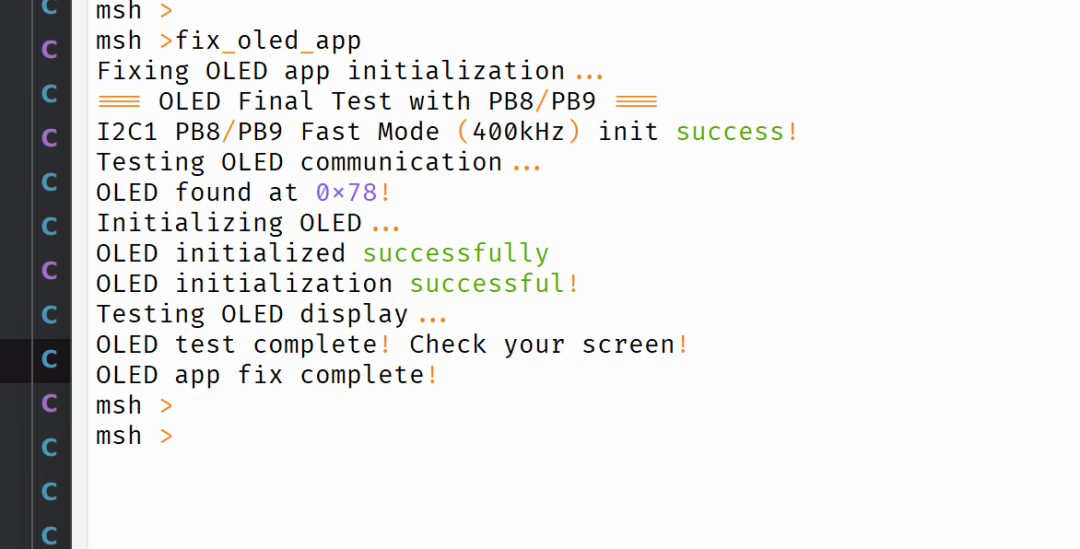 C
msh >
C
msh >fix_oled_app
Fixing OLED app initialization...
C
=== OLED Final Test with PB8/PB9 ===
C
I2C1 PB8/PB9 Fast Mode (400kHz) init success!
Testing OLED communication...
C
OLED found at 0x78!
C
Initializing OLED...
OLED initialized successfully
C
OLED initialization successful!
C
Testing OLED display...
OLED test complete! Check your screen!
C
OLED app fix complete!
C
msh >
msh >
C
C
C